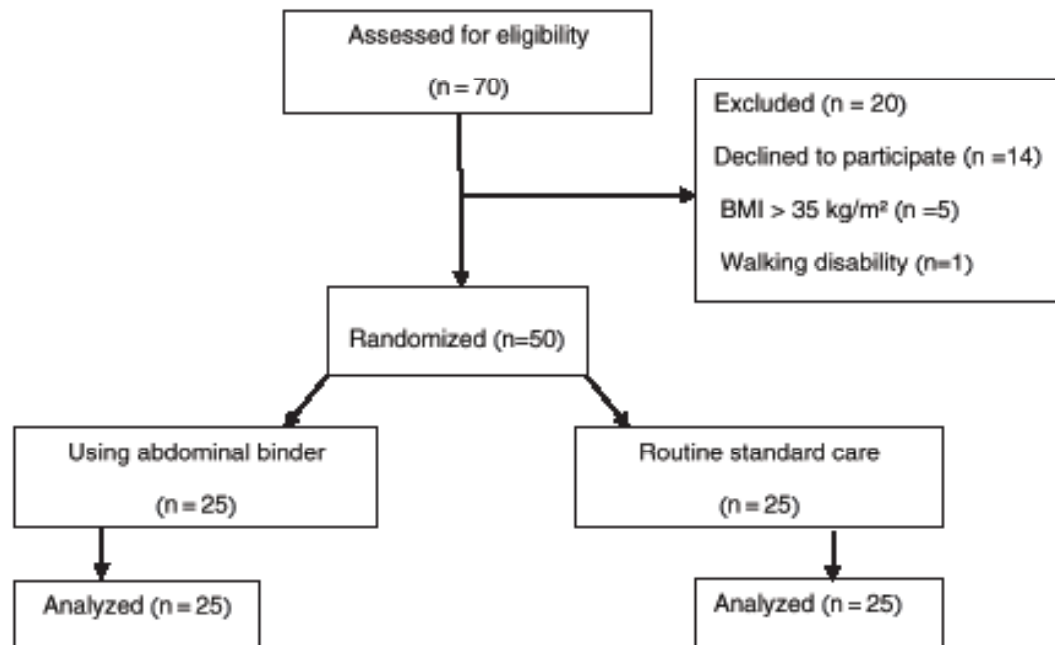 Assessed for eligibility
(n = 70)
Excluded (n = 20)
Declined to participate (n =14)
BMI > 35 kg/m² (n =5)
Walking disability (n=1)
Randomized (n=50)
Using abdominal binder
(n = 25)
Routine standard care
(n = 25)
Analyzed (n = 25)
Analyzed (n = 25)